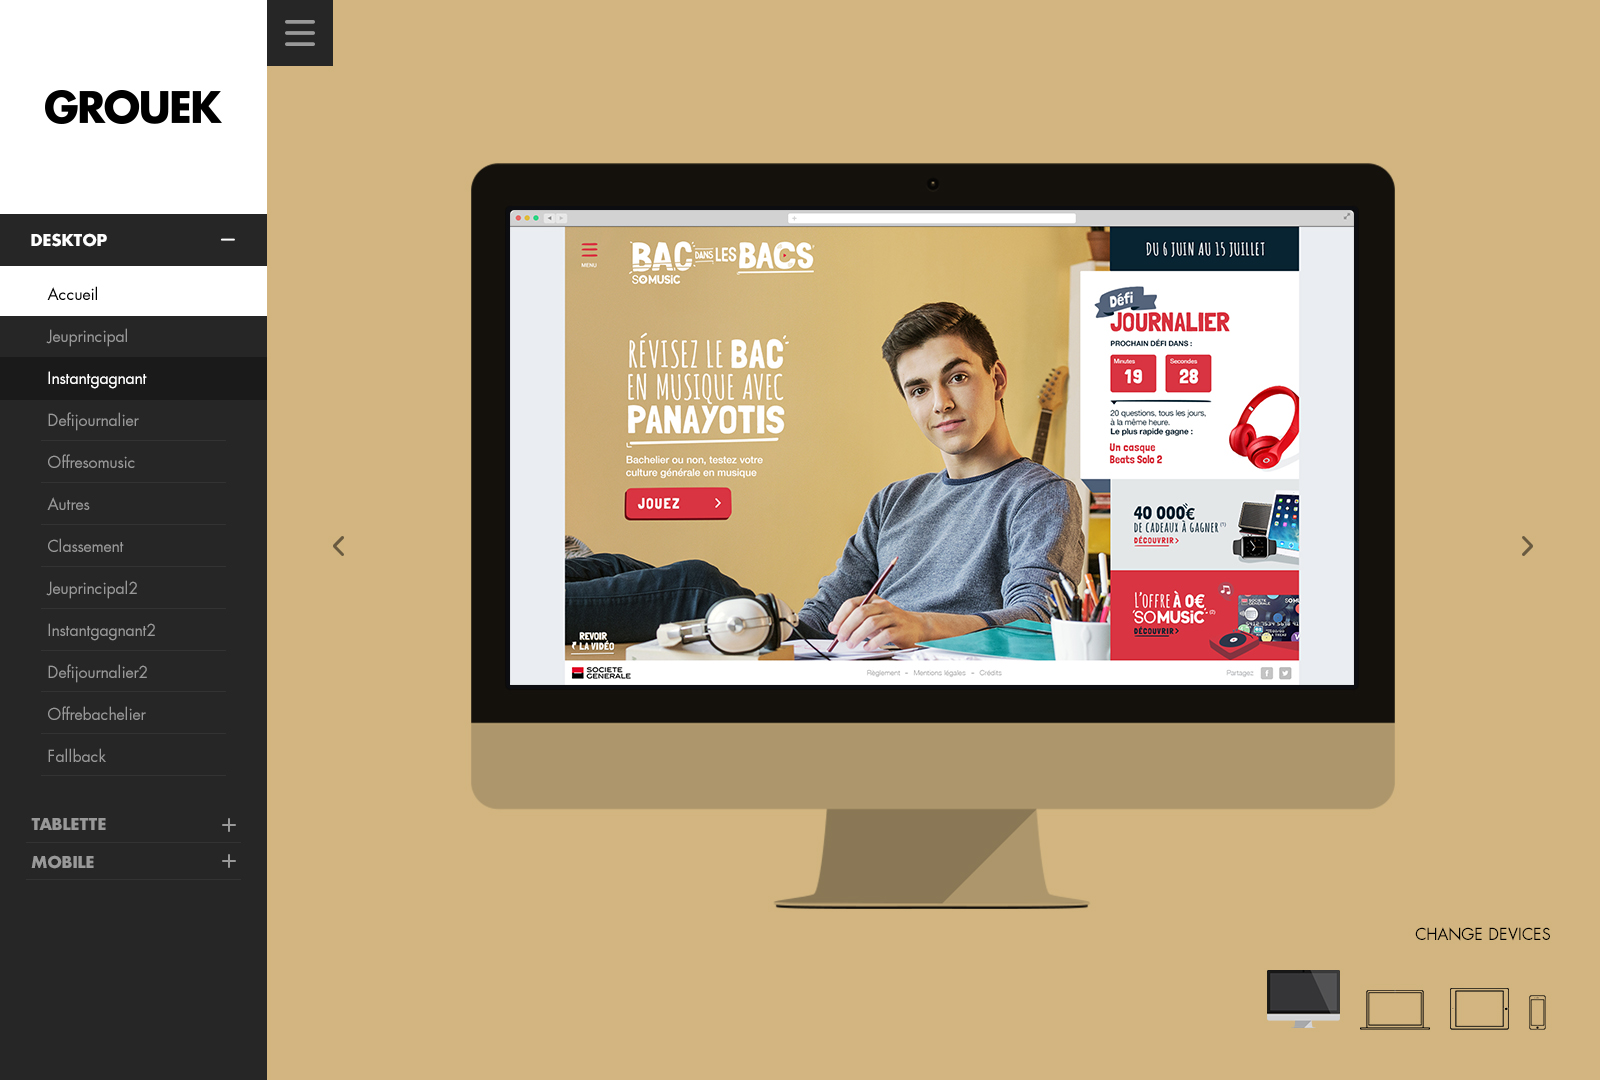 GROUEK
DESKTOP
Accueil
Jeuprincipal
Instantgagnant
Defijournalier
Offresomusic
Autres
Classement
Jeuprincipal2
Instantgagnant2
Defijournalier2
Offrebachelier
Fallback
TABLETTE
MOBILE
MENU
BAC DANS LES BACS
SOMUSIC
RÉVISEZ LE BAC
EN MUSIQUE AVEC
PANAYOTIS
Bachelier ou non, testez votre
culture générale en musique
JOUEZ
REVOIR
LA VIDÉO
DU 6 JUIN AU 15 JUILLET
Défi
JOURNALIER
PROCHAIN DÉFI DANS :
Minutes Secondes
19 28
20 questions, tous les jours,
à la même heure.
Le plus rapide gagne :
Un casque
Beats Solo 2
40 000€
DE CADEAUX À GAGNER (1)
DÉCOUVRIR >
L'OFFRE À 0€
SOMUSIC (2)
DÉCOUVRIR >
SOCIETE
GENERALE
Règlement - Mentions légales - Crédits
Partagez
CHANGE DEVICES